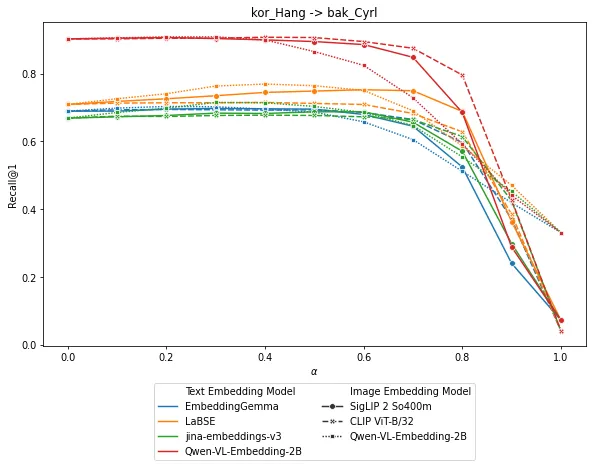 kor_Hang -> bak_Cyrl
Recall@1
0.8
0.6
0.4
0.2
0.0
0.0 0.2 0.4 0.6 0.8 1.0
α
Text Embedding Model
EmbeddingGemma
LaBSE
jina-embeddings-v3
Qwen-VL-Embedding-2B
Image Embedding Model
SigLIP 2 So400m
CLIP ViT-B/32
Qwen-VL-Embedding-2B